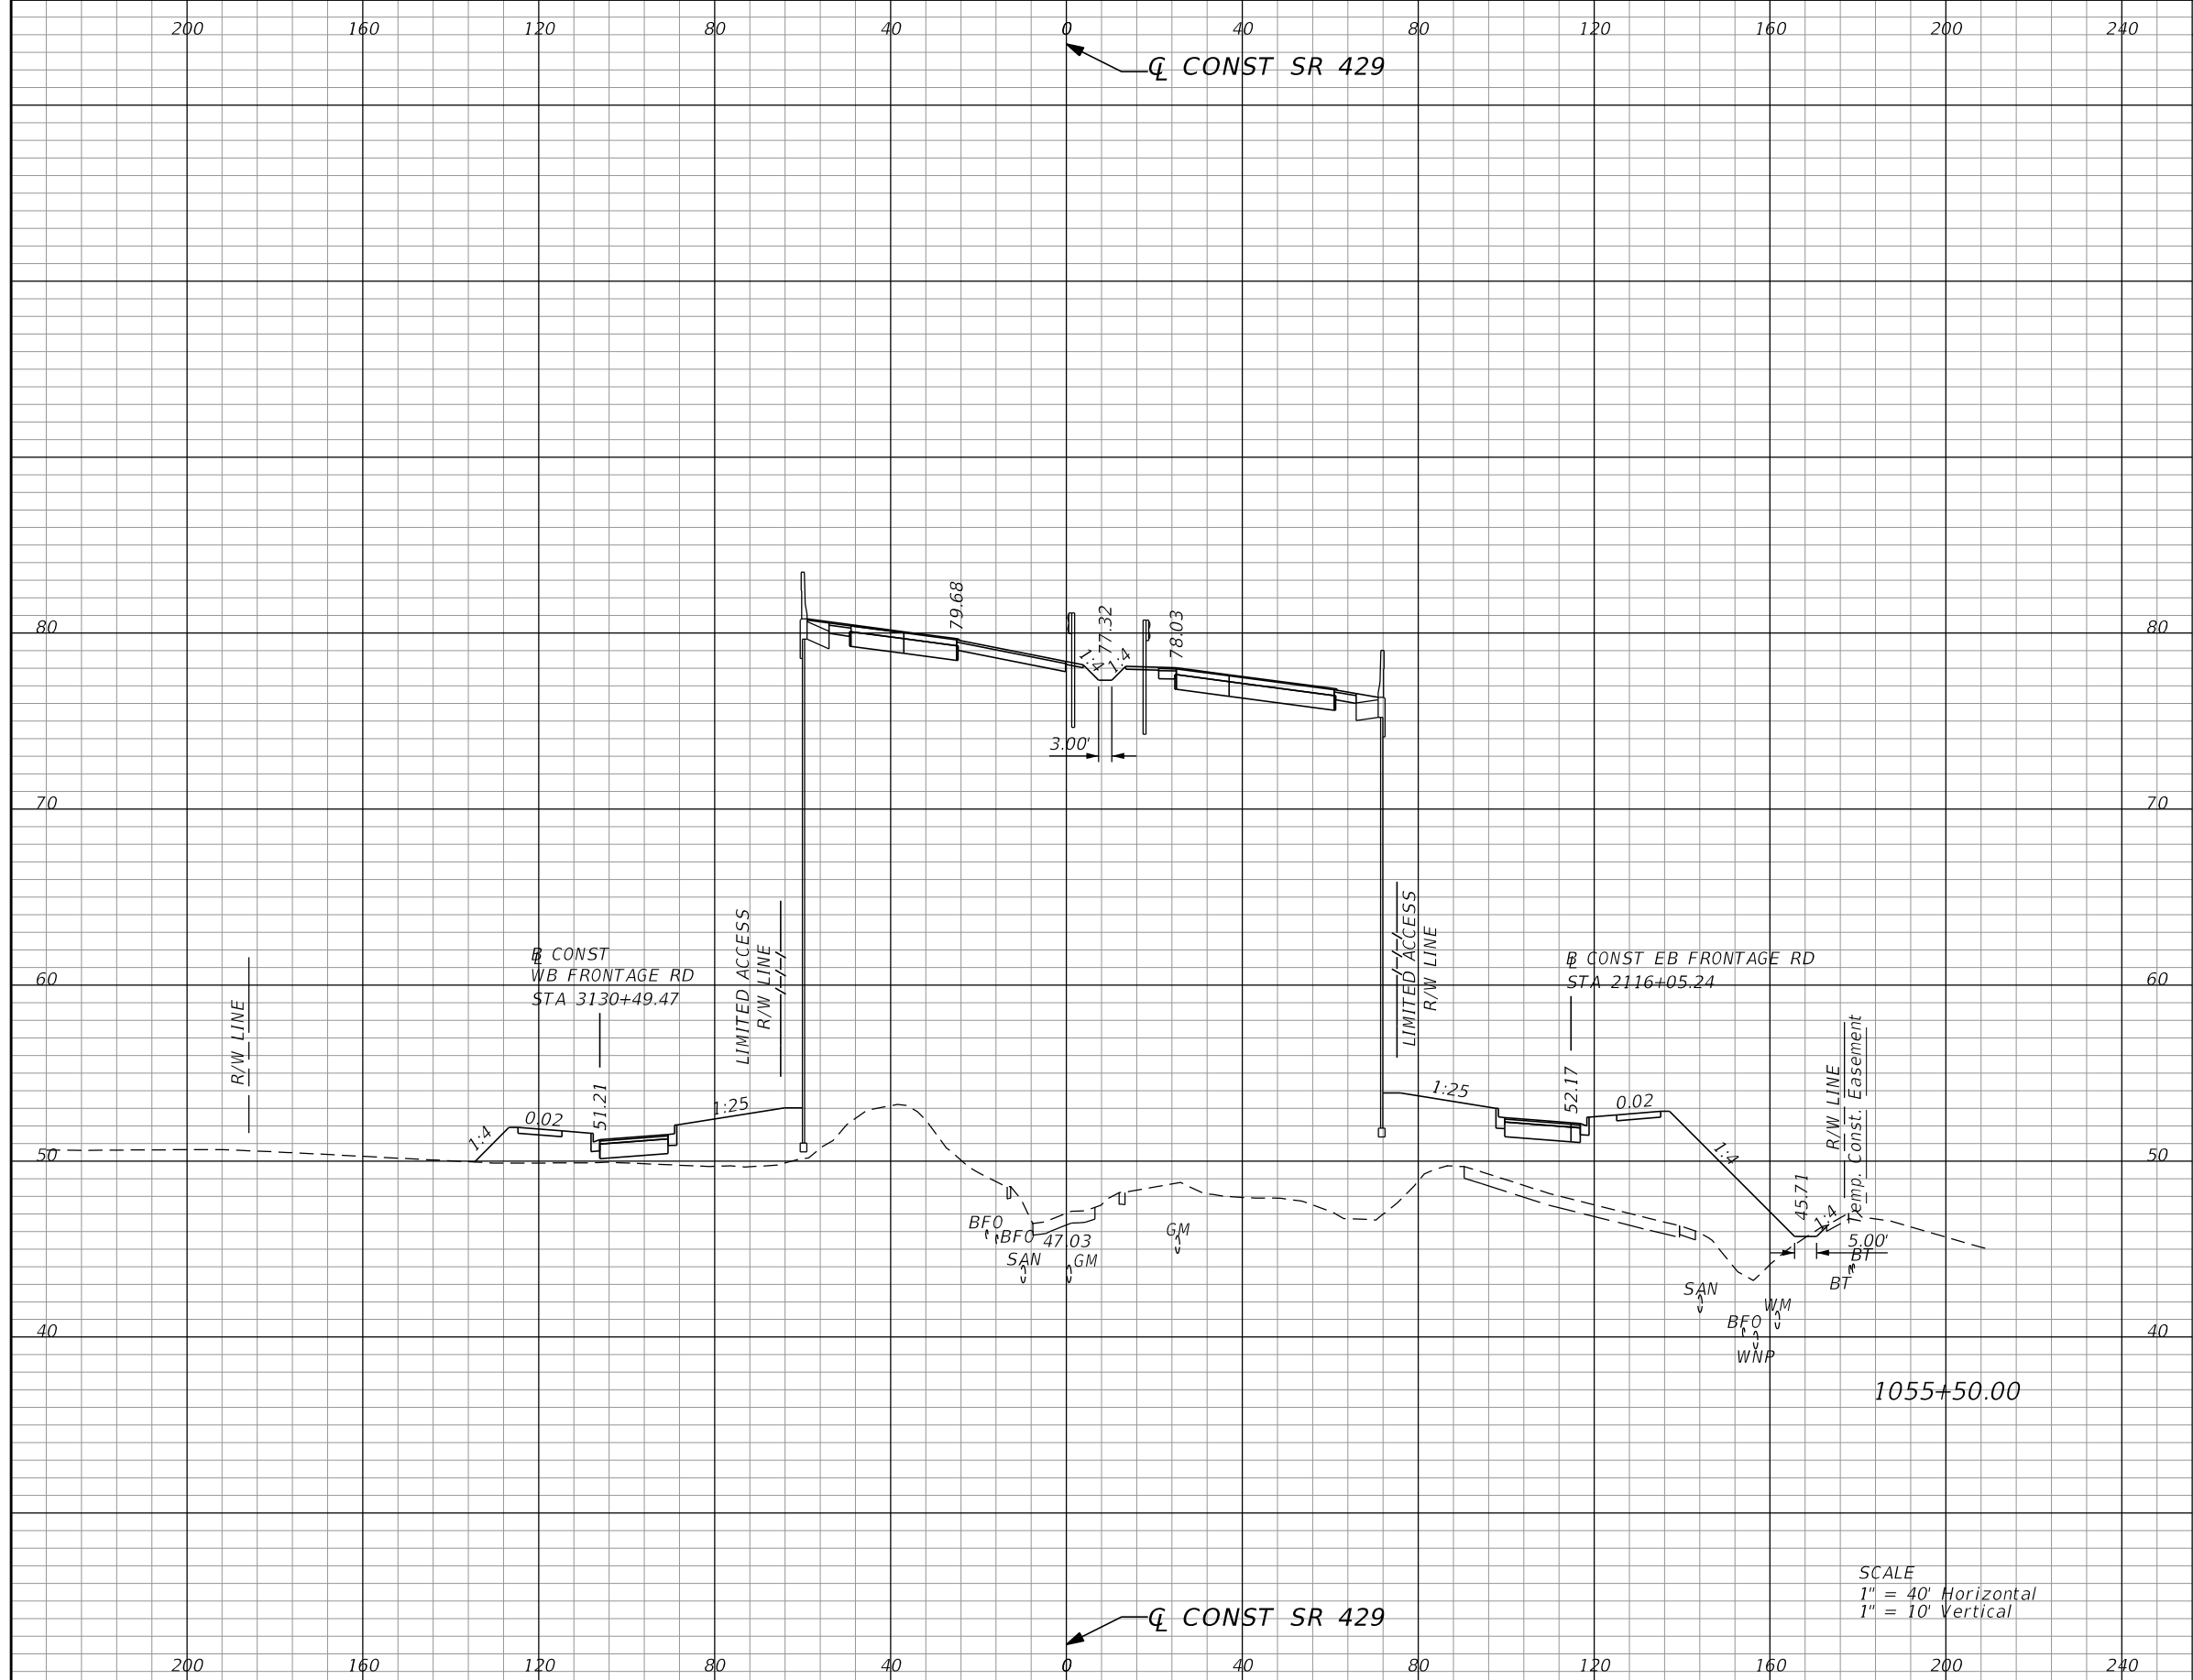 200 160 120 80 40 0 40 80 120 160 200 240
℄ CONST SR 429
80 80
79.68
77.32
78.03
1:4
1:4
3.00'
70 70
60 60
R/W LINE
℄ CONST
WB FRONTAGE RD
STA 3130+49.47
LIMITED ACCESS
R/W LINE
LIMITED ACCESS
R/W LINE
℄ CONST EB FRONTAGE RD
STA 2116+05.24
R/W LINE
Temp. Const. Easement
1:4
0.02
51.21
1:25
1:25
52.17
0.02
1:4
45.71
1:4
5.00'
50 50
BFO
BFO
47.03
SAN
GM
GM
BT
BT
SAN
WM
BFO
WNP
40 40
1055+50.00
SCALE
1" = 40' Horizontal
1" = 10' Vertical
℄ CONST SR 429
200 160 120 80 40 0 40 80 120 160 200 240